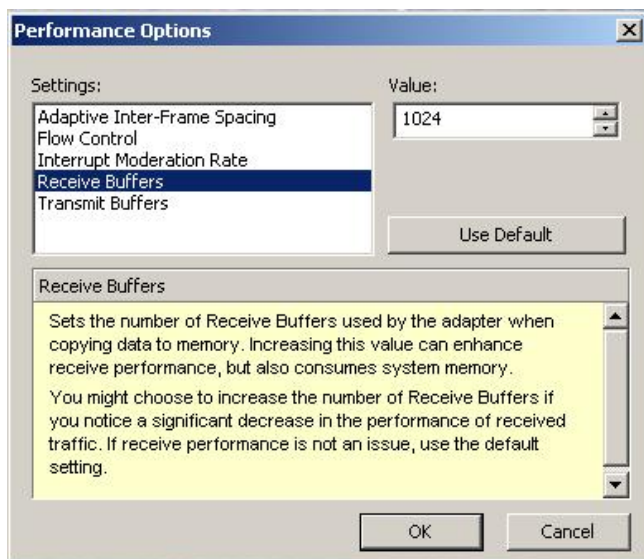 Performance Options
Settings:
Value:
Adaptive Inter-Frame Spacing
Flow Control
Interrupt Moderation Rate
Receive Buffers
Transmit Buffers
1024
Use Default
Receive Buffers
Sets the number of Receive Buffers used by the adapter when
copying data to memory. Increasing this value can enhance
receive performance, but also consumes system memory.
You might choose to increase the number of Receive Buffers if
you notice a significant decrease in the performance of received
traffic. If receive performance is not an issue, use the default
setting.
OK
Cancel